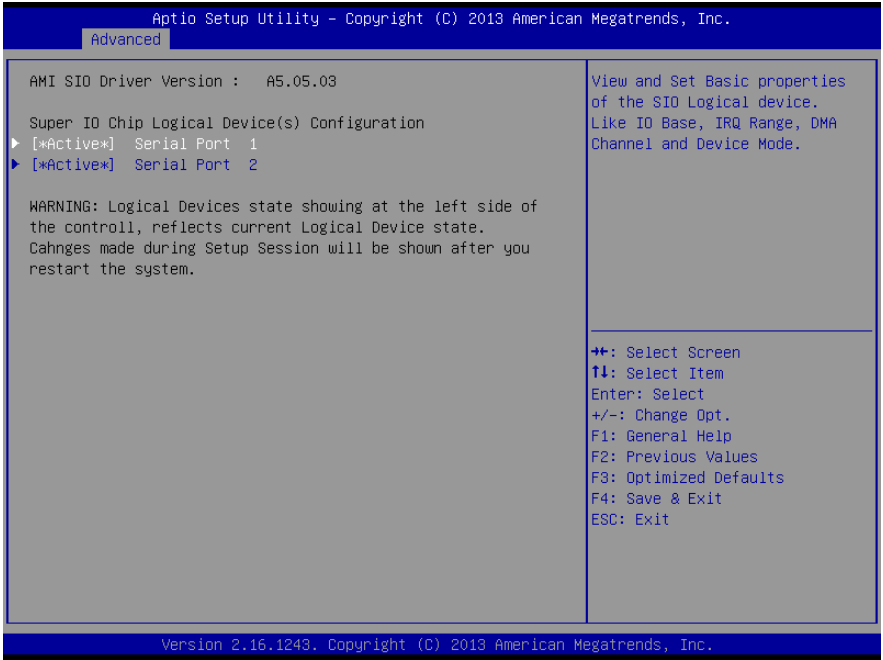 Aptio Setup Utility – Copyright (C) 2013 American Megatrends, Inc.
Advanced
AMI SIO Driver Version : A5.05.03
Super IO Chip Logical Device(s) Configuration
[*Active*] Serial Port 1
[*Active*] Serial Port 2
WARNING: Logical Devices state showing at the left side of
the controll, reflects current Logical Device state.
Cahnges made during Setup Session will be shown after you
restart the system.
View and Set Basic properties
of the SIO Logical device.
Like IO Base, IRQ Range, DMA
Channel and Device Mode.
→←: Select Screen
↑↓: Select Item
Enter: Select
+/-: Change Opt.
F1: General Help
F2: Previous Values
F3: Optimized Defaults
F4: Save & Exit
ESC: Exit
Version 2.16.1243. Copyright (C) 2013 American Megatrends, Inc.